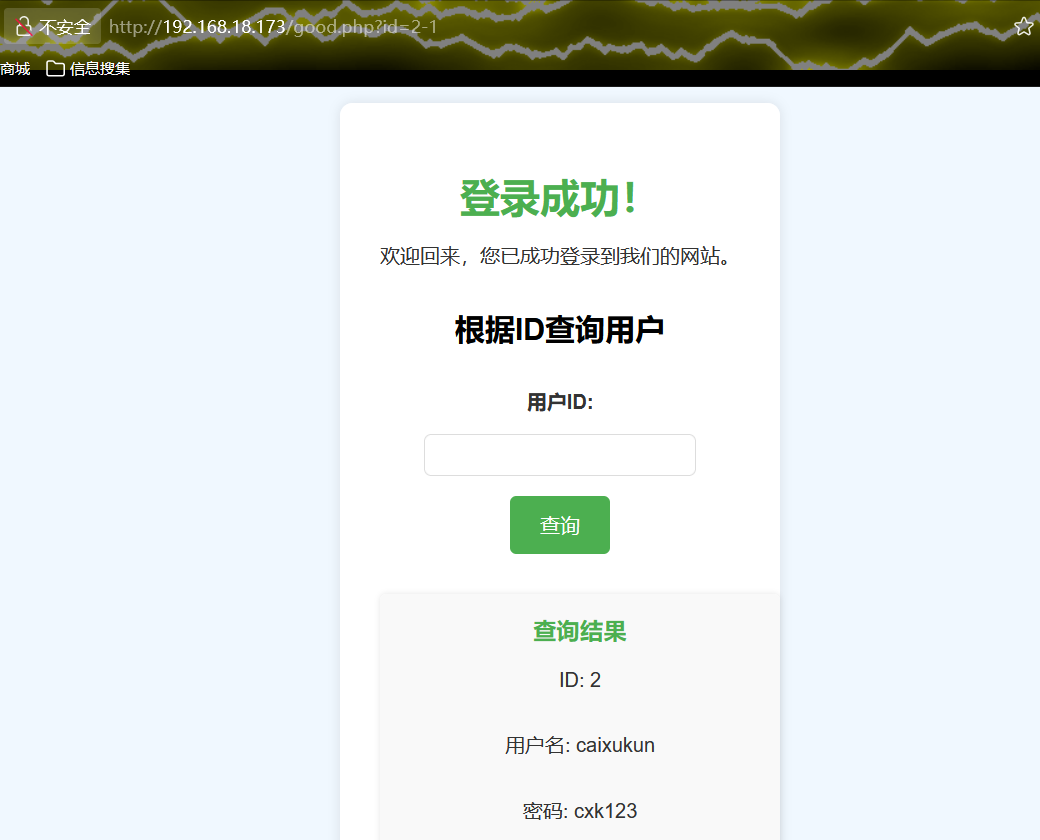 不安全 http://192.168.18.173/good.php?id=2-1
商城 信息搜集
登录成功！
欢迎回来，您已成功登录到我们的网站。
根据ID查询用户
用户ID:
查询
查询结果
ID: 2
用户名: caixukun
密码: cxk123